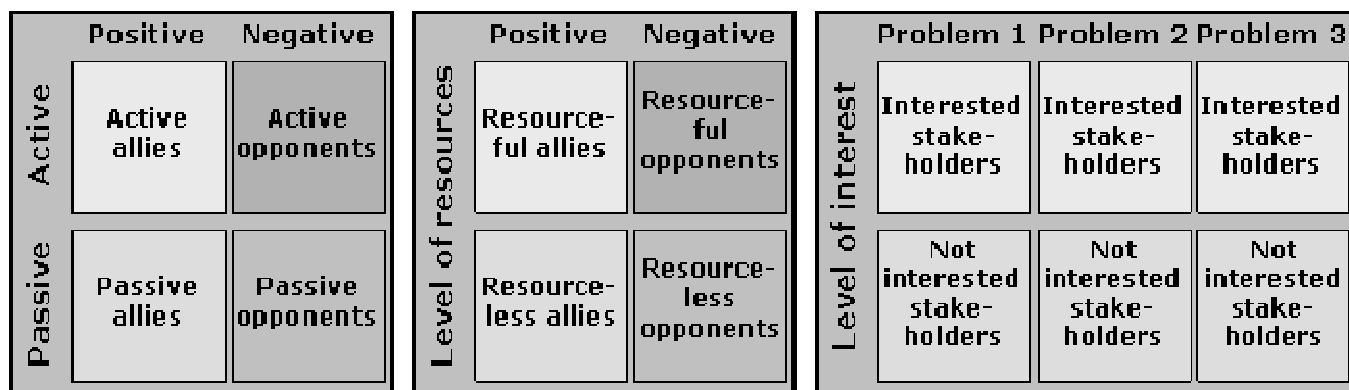 Positive Negative
Active
Active
allies
Active
opponents
Passive
Passive
allies
Passive
opponents
Positive Negative
Level of resources
Resource-
ful allies
Resource-
ful
opponents
Resource-
less allies
Resource-
less
opponents
Problem 1 Problem 2 Problem 3
Level of interest
Interested
stake-
holders
Interested
stake-
holders
Interested
stake-
holders
Not
interested
stake-
holders
Not
interested
stake-
holders
Not
interested
stake-
holders